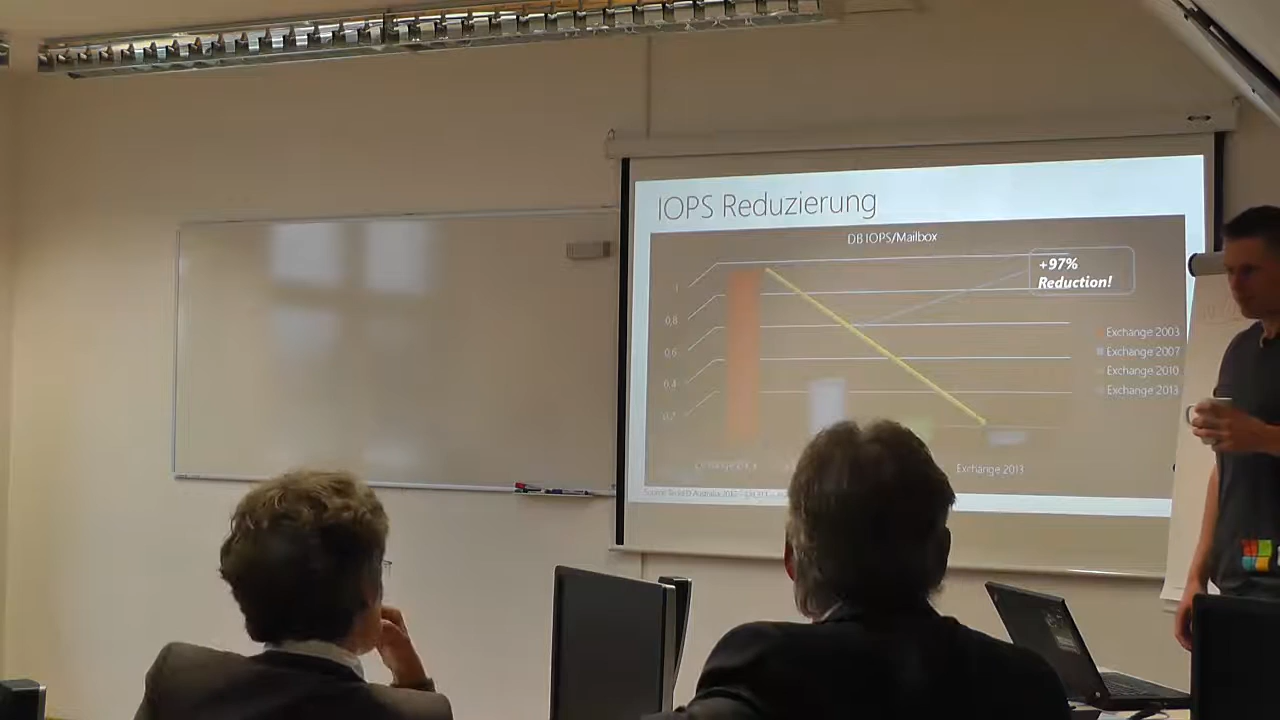 IOPS Reduzierung
DB IOPS/Mailbox
+97%
Reduction!
1
0,8
0,6
0,4
Exchange 2003
Exchange 2007
Exchange 2010
Exchange 2013
Exchange 2013